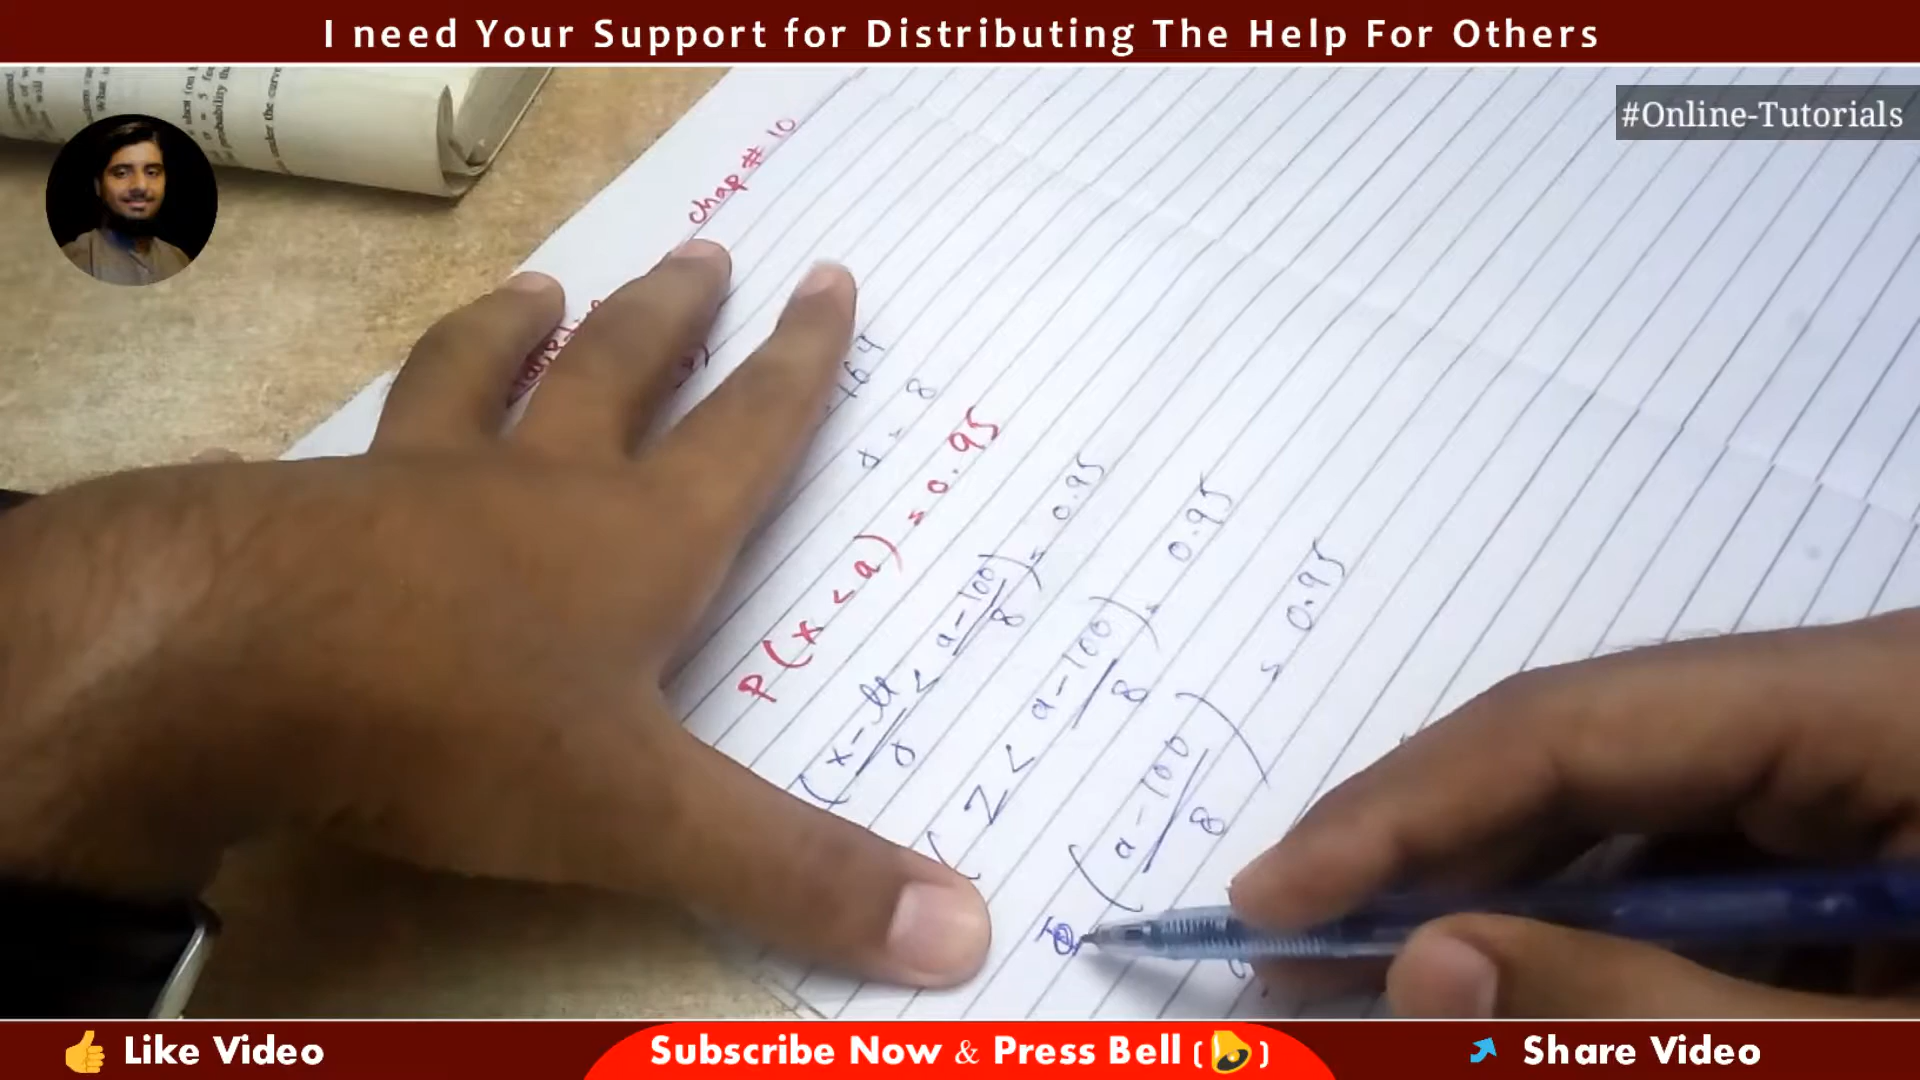 I need Your Support for Distributing The Help For Others
#Online-Tutorials
chap # 10
164
σ = 8
P(x < a) = 0.95
(x - μ / σ < a - 100 / 8) = 0.95
(Z < a - 100 / 8) = 0.95
Φ (a - 100 / 8) = 0.95
Like Video
Subscribe Now & Press Bell ( )
Share Video